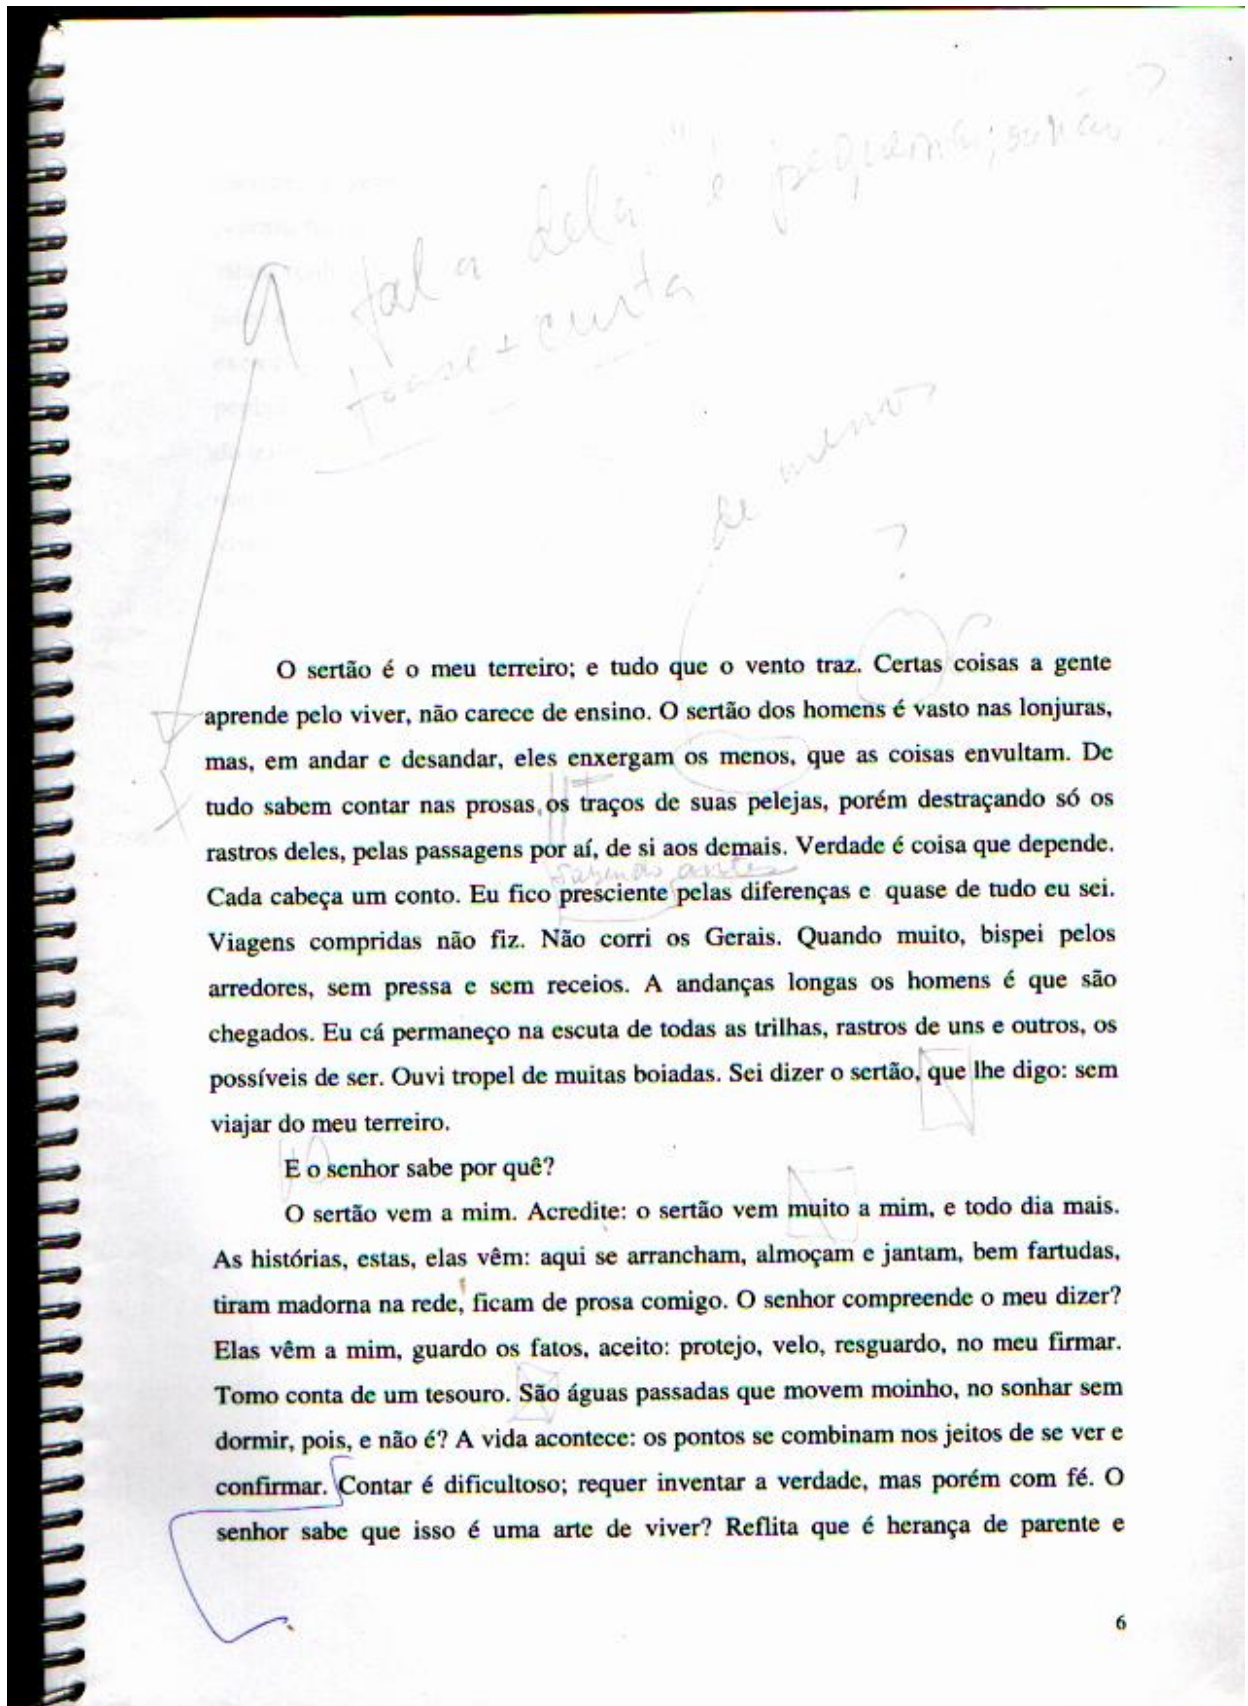 a fala dela "é pequena; senão?
frase + curta
de menos
?
O sertão é o meu terreiro; e tudo que o vento traz. Certas coisas a gente
aprende pelo viver, não carece de ensino. O sertão dos homens é vasto nas lonjuras,
mas, em andar e desandar, eles enxergam os menos, que as coisas envultam. De
tudo sabem contar nas prosas, os traços de suas pelejas, porém destraçando só os
rastros deles, pelas passagens por aí, de si aos demais. Verdade é coisa que depende.
sabendo antes
Cada cabeça um conto. Eu fico presciente pelas diferenças e quase de tudo eu sei.
Viagens compridas não fiz. Não corri os Gerais. Quando muito, bispei pelos
arredores, sem pressa e sem receios. A andanças longas os homens é que são
chegados. Eu cá permaneço na escuta de todas as trilhas, rastros de uns e outros, os
possíveis de ser. Ouvi tropel de muitas boiadas. Sei dizer o sertão, que lhe digo: sem
viajar do meu terreiro.
E o senhor sabe por quê?
O sertão vem a mim. Acredite: o sertão vem muito a mim, e todo dia mais.
As histórias, estas, elas vêm: aqui se arrancham, almoçam e jantam, bem fartudas,
tiram madorna na rede, ficam de prosa comigo. O senhor compreende o meu dizer?
Elas vêm a mim, guardo os fatos, aceito: protejo, velo, resguardo, no meu firmar.
Tomo conta de um tesouro. São águas passadas que movem moinho, no sonhar sem
dormir, pois, e não é? A vida acontece: os pontos se combinam nos jeitos de se ver e
confirmar. Contar é dificultoso; requer inventar a verdade, mas porém com fé. O
senhor sabe que isso é uma arte de viver? Reflita que é herança de parente e
6